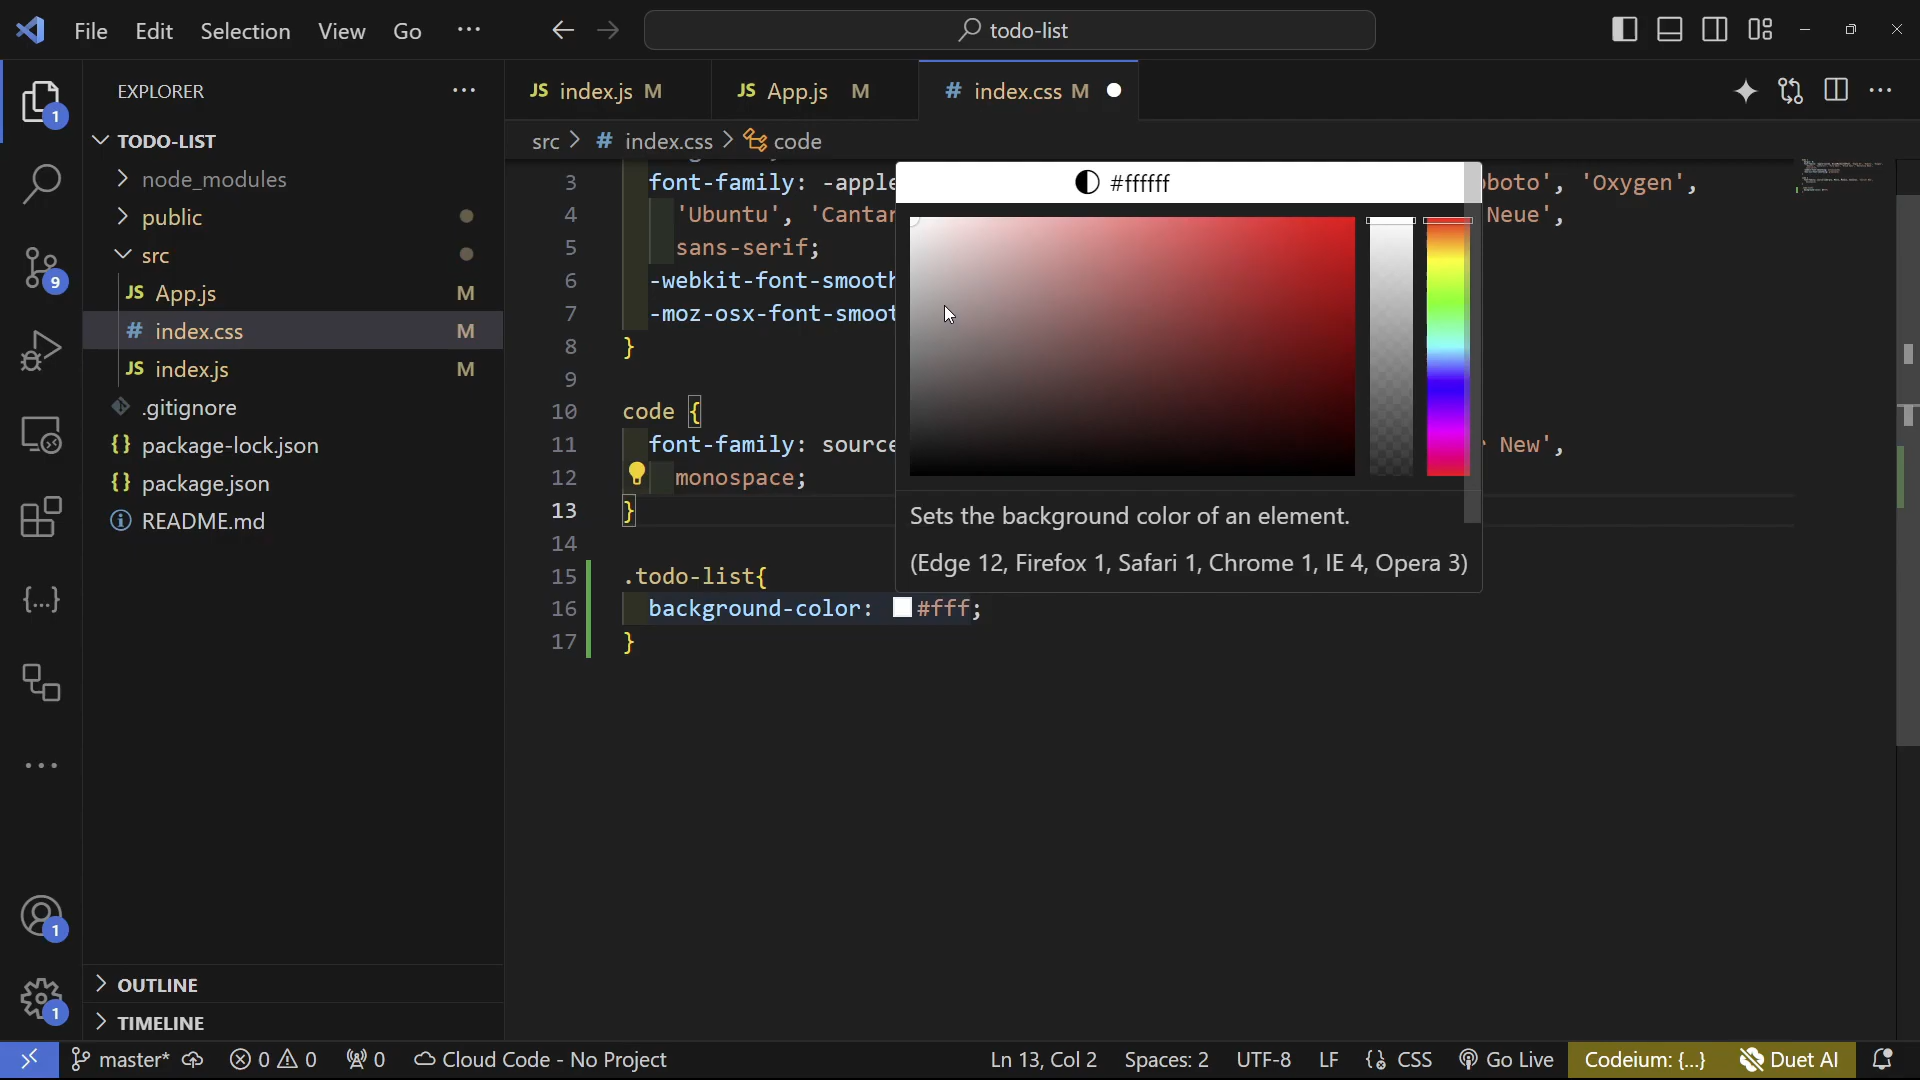 File Edit Selection View Go ···
todo-list
EXPLORER
TODO-LIST
node_modules
public
src
JS App.js M
# index.css M
JS index.js M
.gitignore
{} package-lock.json
{} package.json
README.md
OUTLINE
TIMELINE
1
9
1
1
JS index.js M
JS App.js M
# index.css M
src > # index.css > code
3 font-family: -apple
boto', 'Oxygen',
4 'Ubuntu', 'Cantar
Neue',
5 sans-serif;
6 -webkit-font-smooth
7 -moz-osx-font-smoot
8 }
9
10 code {
11 font-family: source
New',
12 monospace;
13 }
14
15 .todo-list{
16 background-color: #fff;
17 }
#ffffff
Sets the background color of an element.
(Edge 12, Firefox 1, Safari 1, Chrome 1, IE 4, Opera 3)
master* 0 0 0 Cloud Code - No Project Ln 13, Col 2 Spaces: 2 UTF-8 LF {} CSS Go Live Codeium: {...} Duet AI